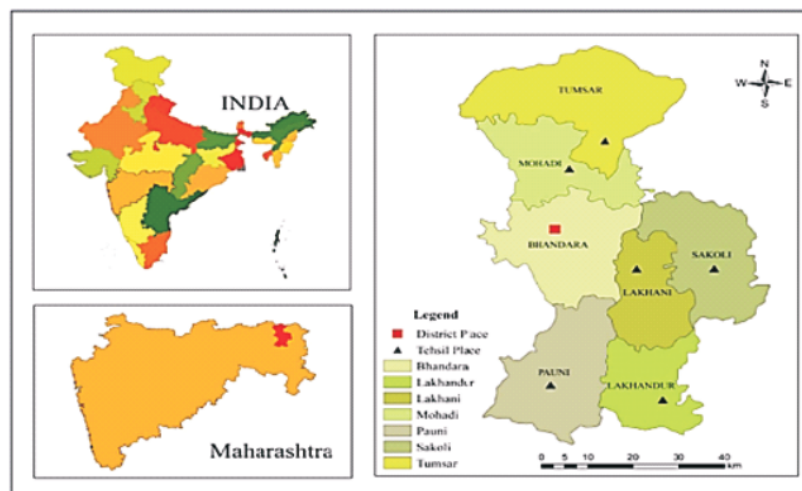 INDIA
Maharashtra
N
W E
S
TUMSAR
MOHADI
BHANDARA
SAKOLI
LAKHANI
PAUNI
LAKHANDUR
Legend
District Place
Tehsil Place
Bhandara
Lakhandur
Lakhani
Mohadi
Pauni
Sakoli
Tumsar
0 5 10 20 30 40
km